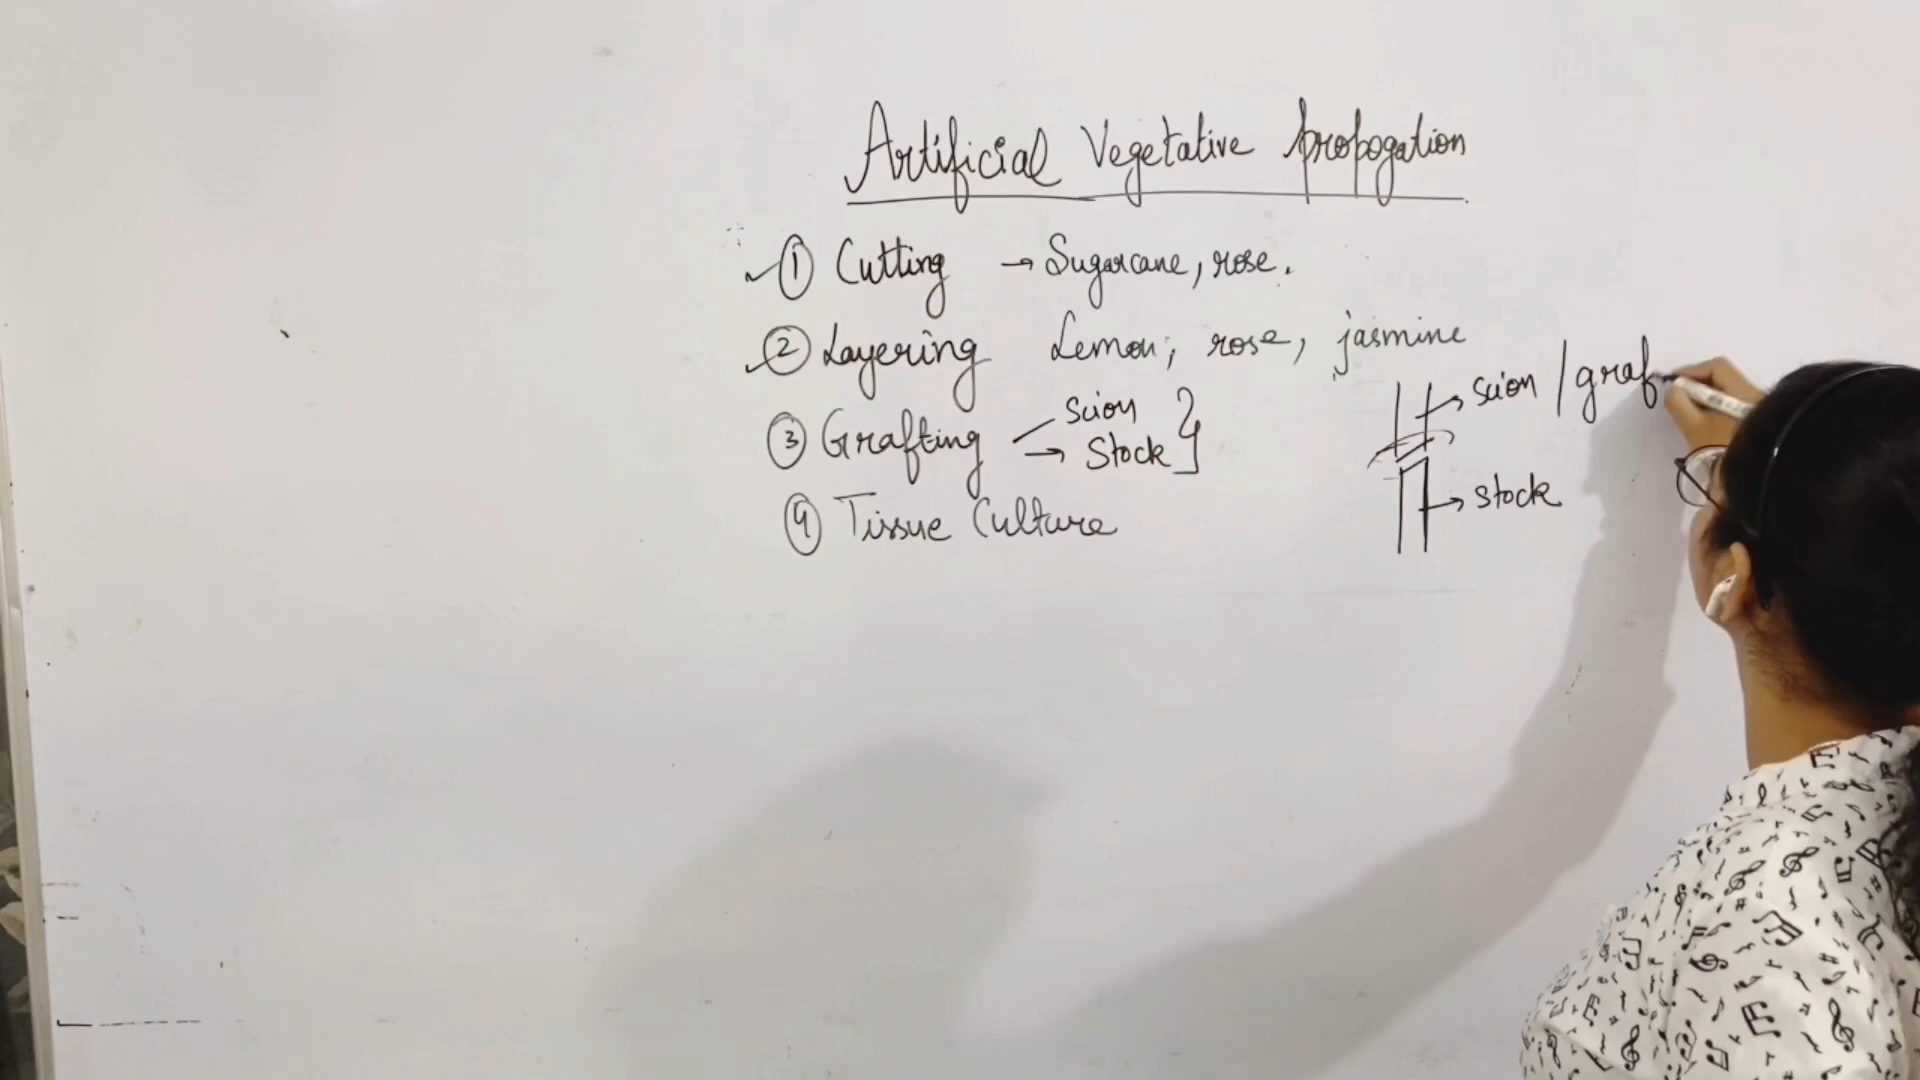 Artificial Vegetative propogation
① Cutting → Sugarcane, rose.
② Layering Lemon, rose, jasmine
③ Grafting Scion
→ Stock
④ Tissue Culture
scion / graf
stock